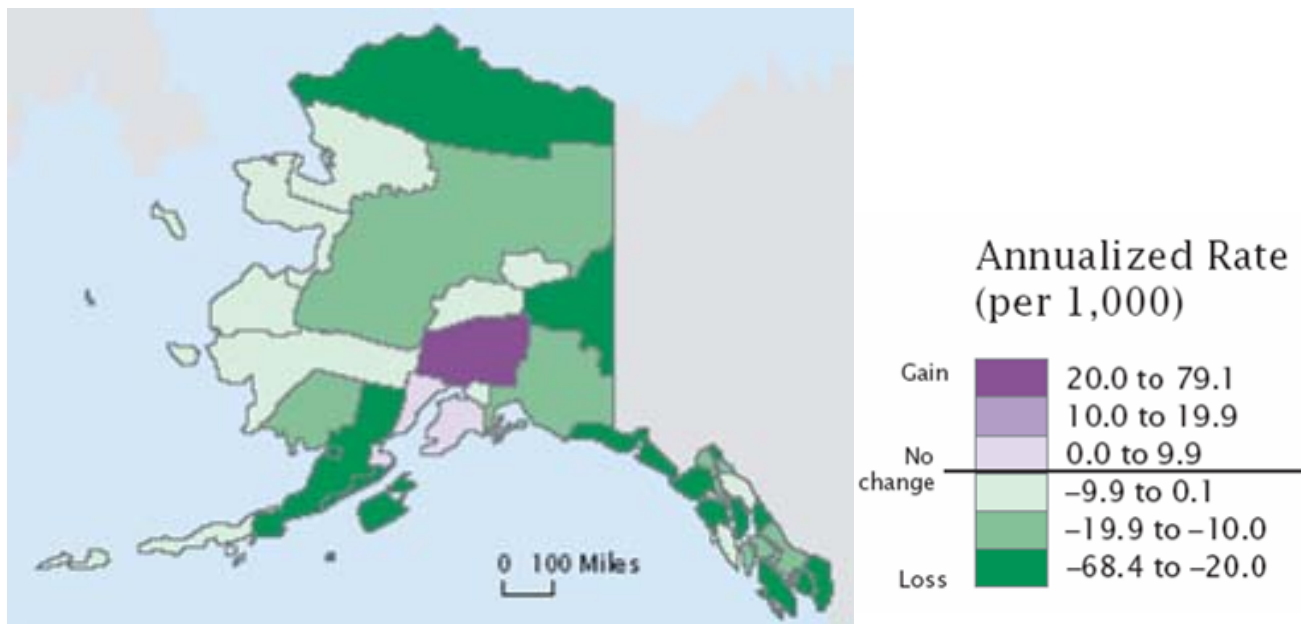 0 100 Miles
Annualized Rate
(per 1,000)
Gain
20.0 to 79.1
10.0 to 19.9
0.0 to 9.9
No
change
–9.9 to 0.1
–19.9 to –10.0
–68.4 to –20.0
Loss